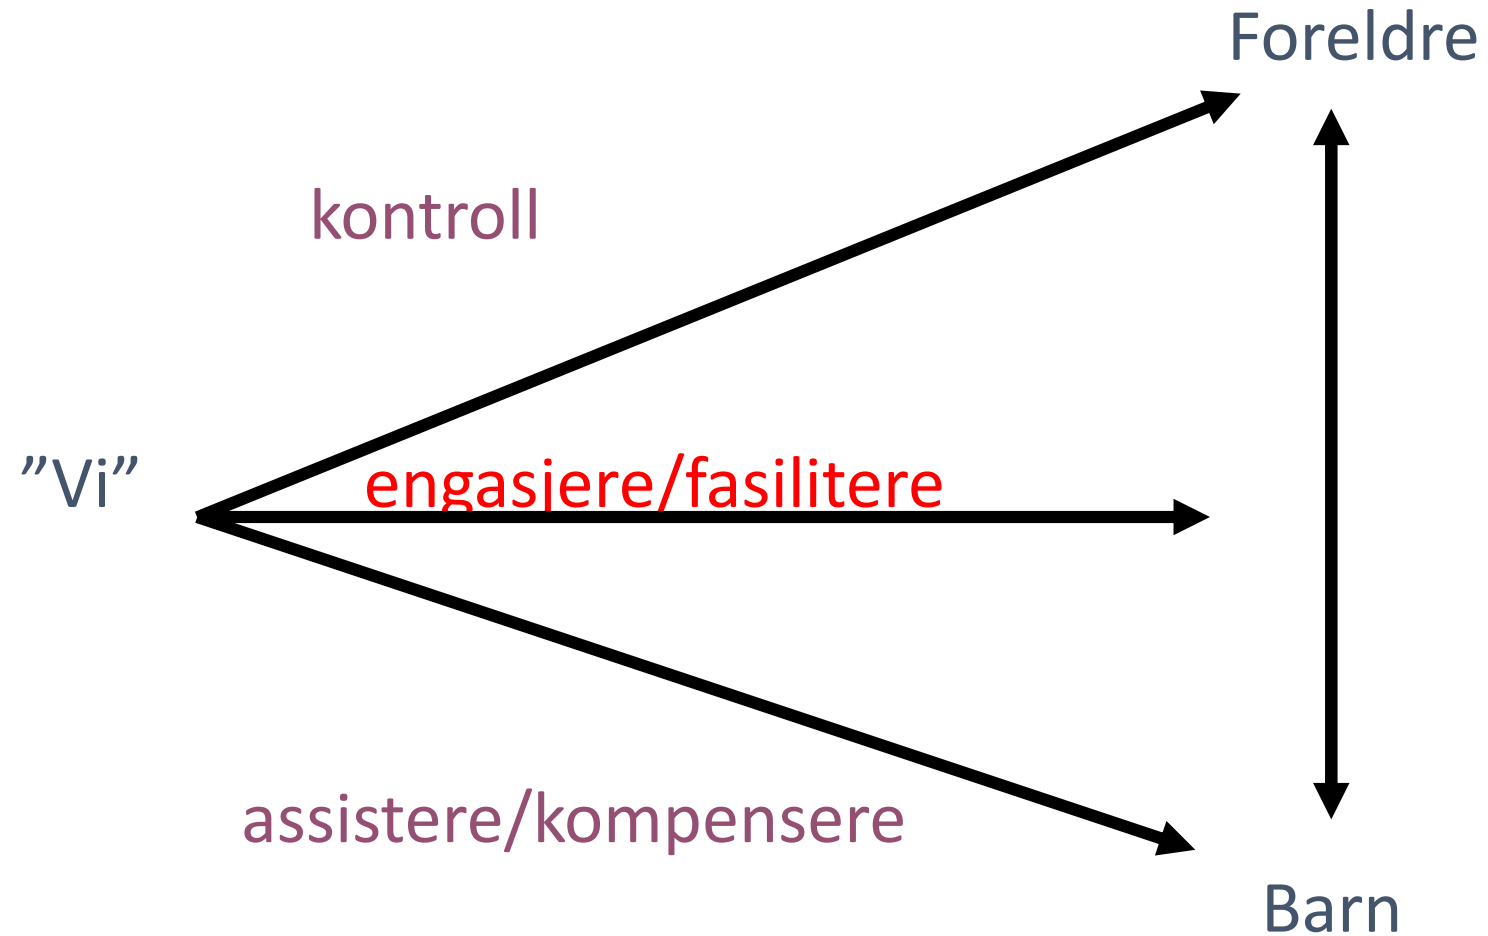 Foreldre
kontroll
”Vi”
engasjere/fasilitere
assistere/kompensere
Barn